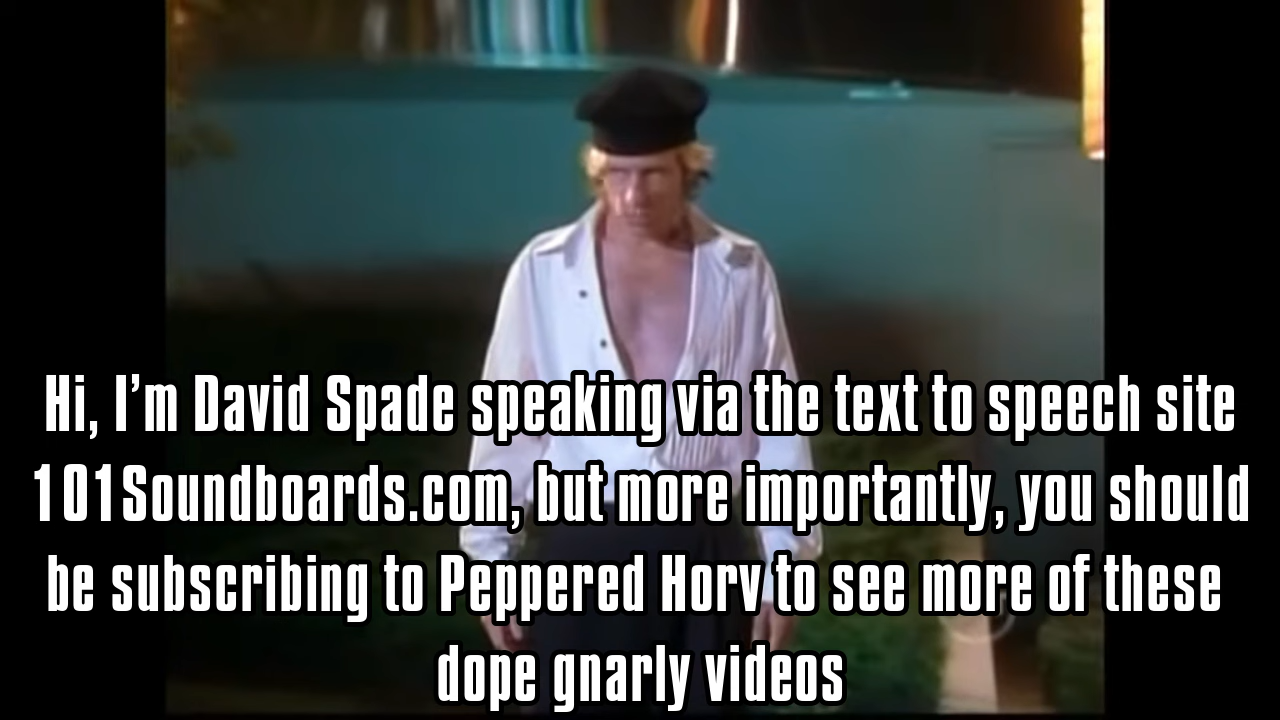 Hi, I’m David Spade speaking via the text to speech site
101Soundboards.com, but more importantly, you should
be subscribing to Peppered Horv to see more of these
dope gnarly videos